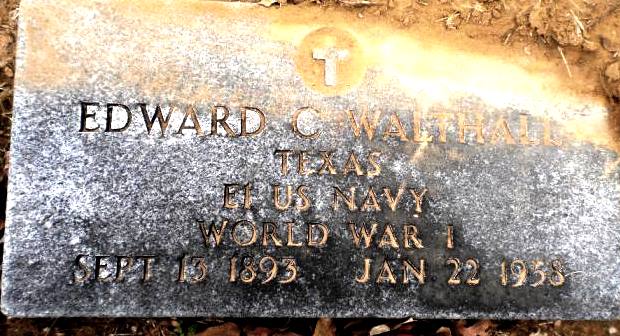 EDWARD C WALTHALL
TEXAS
E1 US NAVY
WORLD WAR I
SEPT 13 1893 JAN 22 1958